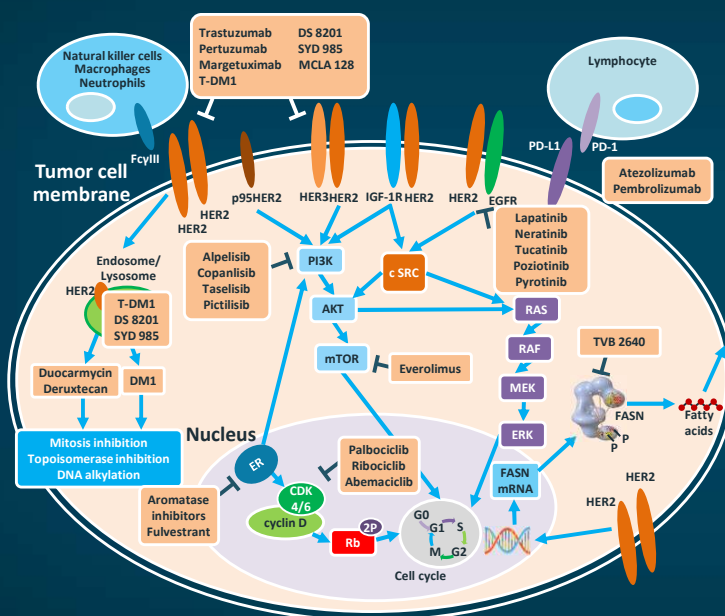 Natural killer cells
Macrophages
Neutrophils
Trastuzumab
Pertuzumab
Margetuximab
T-DM1
DS 8201
SYD 985
MCLA 128
Lymphocyte
FcγIII
PD-L1
PD-1
Atezolizumab
Pembrolizumab
Tumor cell
membrane
HER2
HER2
p95HER2
HER3
HER2
IGF-1R
HER2
HER2
EGFR
Lapatinib
Neratinib
Tucatinib
Poziotinib
Pyrotinib
Endosome/
Lysosome
HER2
T-DM1
DS 8201
SYD 985
Alpelisib
Copanlisib
Taselisib
Pictilisib
PI3K
c SRC
AKT
RAS
mTOR
Everolimus
RAF
MEK
ERK
TVB 2640
FASN
P
P
Fatty
acids
Duocarmycin
Deruxtecan
DM1
Mitosis inhibition
Topoisomerase inhibition
DNA alkylation
Nucleus
ER
Aromatase
inhibitors
Fulvestrant
Palbociclib
Ribociclib
Abemaciclib
CDK
4/6
cyclin D
Rb
2P
G0
G1
S
M
G2
Cell cycle
FASN
mRNA
HER2
HER2